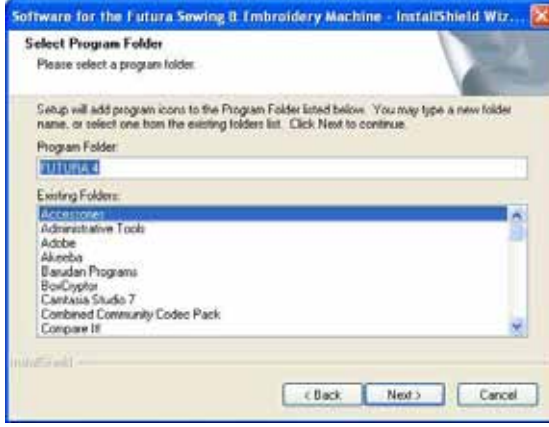 Software for the Futura Sewing & Embroidery Machine - InstallShield Wiz...
Select Program Folder
Please select a program folder.
Setup will add program icons to the Program Folder listed below. You may type a new folder
name, or select one from the existing folders list. Click Next to continue.
Program Folder:
FUTURA 4
Existing Folders:
Accessories
Administrative Tools
Adobe
Akeeba
Barudan Programs
BoxCryptor
Camtasia Studio 7
Combined Community Codec Pack
Compare It!
InstallShield
< Back
Next >
Cancel